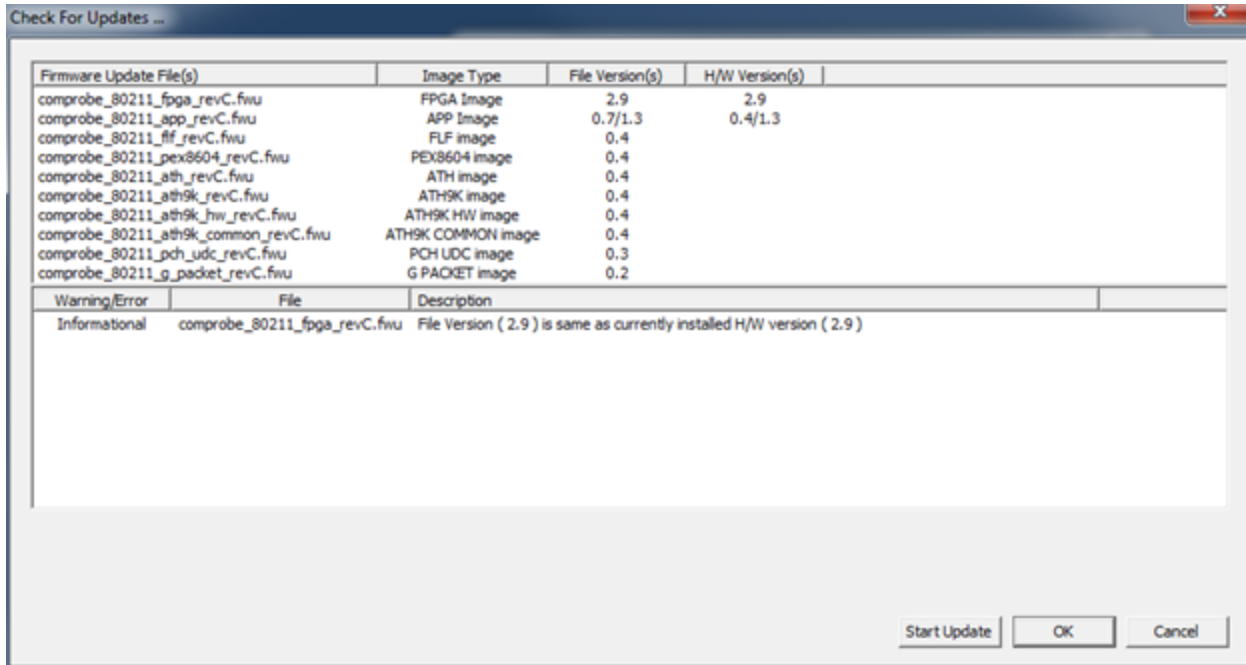 Check For Updates ...
Firmware Update File(s) Image Type File Version(s) H/W Version(s)
comprobe_80211_fpga_revC.fwu FPGA Image 2.9 2.9
comprobe_80211_app_revC.fwu APP Image 0.7/1.3 0.4/1.3
comprobe_80211_flf_revC.fwu FLF image 0.4
comprobe_80211_pex8604_revC.fwu PEX8604 image 0.4
comprobe_80211_ath_revC.fwu ATH image 0.4
comprobe_80211_ath9k_revC.fwu ATH9K image 0.4
comprobe_80211_ath9k_hw_revC.fwu ATH9K HW image 0.4
comprobe_80211_ath9k_common_revC.fwu ATH9K COMMON image 0.4
comprobe_80211_pch_udc_revC.fwu PCH UDC image 0.3
comprobe_80211_g_packet_revC.fwu G PACKET image 0.2
Warning/Error File Description
Informational comprobe_80211_fpga_revC.fwu File Version ( 2.9 ) is same as currently installed H/W version ( 2.9 )
Start Update OK Cancel